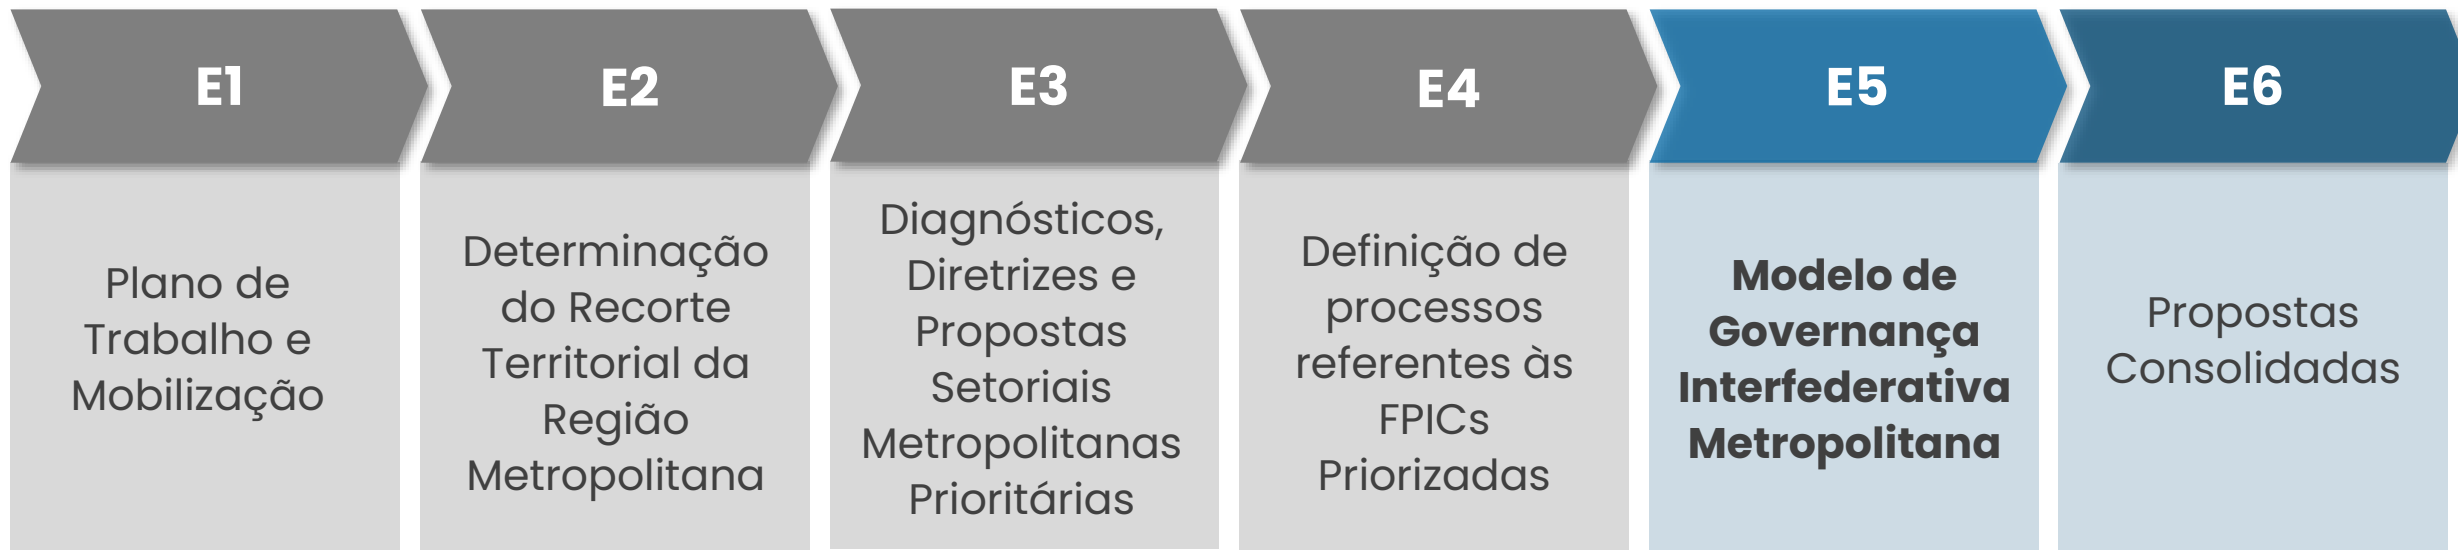 E1
Plano de
Trabalho e
Mobilização
E2
Determinação
do Recorte
Territorial da
Região
Metropolitana
E3
Diagnósticos,
Diretrizes e
Propostas
Setoriais
Metropolitanas
Prioritárias
E4
Definição de
processos
referentes às
FPICs
Priorizadas
E5
Modelo de
Governança
Interfederativa
Metropolitana
E6
Propostas
Consolidadas